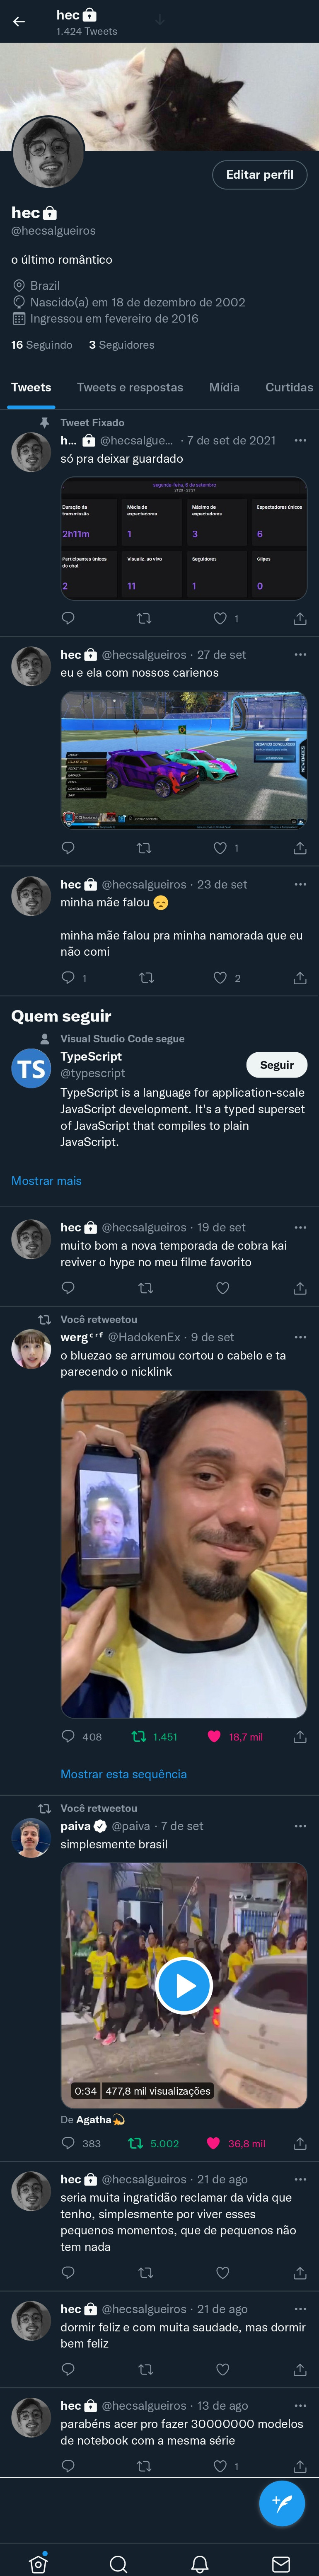 hec
1.424 Tweets
Editar perfil
hec
@hecsalgueiros
o último romântico
Brazil
Nascido(a) em 18 de dezembro de 2002
Ingressou em fevereiro de 2016
16 Seguindo 3 Seguidores
Tweets Tweets e respostas Mídia Curtidas
Tweet Fixado
h... @hecsalgue... · 7 de set de 2021
só pra deixar guardado
segunda-feira, 6 de setembro
Duração da transmissão
Média de espectadores
Máximo de espectadores
Espectadores únicos
2h11m 1 3 6
Participantes únicos do chat
Visualiz. ao vivo
Seguidores
Clipes
2 11 1 0
1
hec @hecsalgueiros · 27 de set
eu e ela com nossos carienos
1
hec @hecsalgueiros · 23 de set
minha mãe falou 😞
minha mãe falou pra minha namorada que eu
não comi
1 2
Quem seguir
Visual Studio Code segue
TS
TypeScript
@typescript
Seguir
TypeScript is a language for application-scale
JavaScript development. It's a typed superset
of JavaScript that compiles to plain
JavaScript.
Mostrar mais
hec @hecsalgueiros · 19 de set
muito bom a nova temporada de cobra kai
reviver o hype no meu filme favorito
Você retweetou
werg ᶜʳᶠ @HadokenEx · 9 de set
o bluezao se arrumou cortou o cabelo e ta
parecendo o nicklink
408 1.451 18,7 mil
Mostrar esta sequência
Você retweetou
paiva @paiva · 7 de set
simplesmente brasil
0:34 477,8 mil visualizações
De Agatha💫
383 5.002 36,8 mil
hec @hecsalgueiros · 21 de ago
seria muita ingratidão reclamar da vida que
tenho, simplesmente por viver esses
pequenos momentos, que de pequenos não
tem nada
hec @hecsalgueiros · 21 de ago
dormir feliz e com muita saudade, mas dormir
bem feliz
hec @hecsalgueiros · 13 de ago
parabéns acer pro fazer 30000000 modelos
de notebook com a mesma série
1